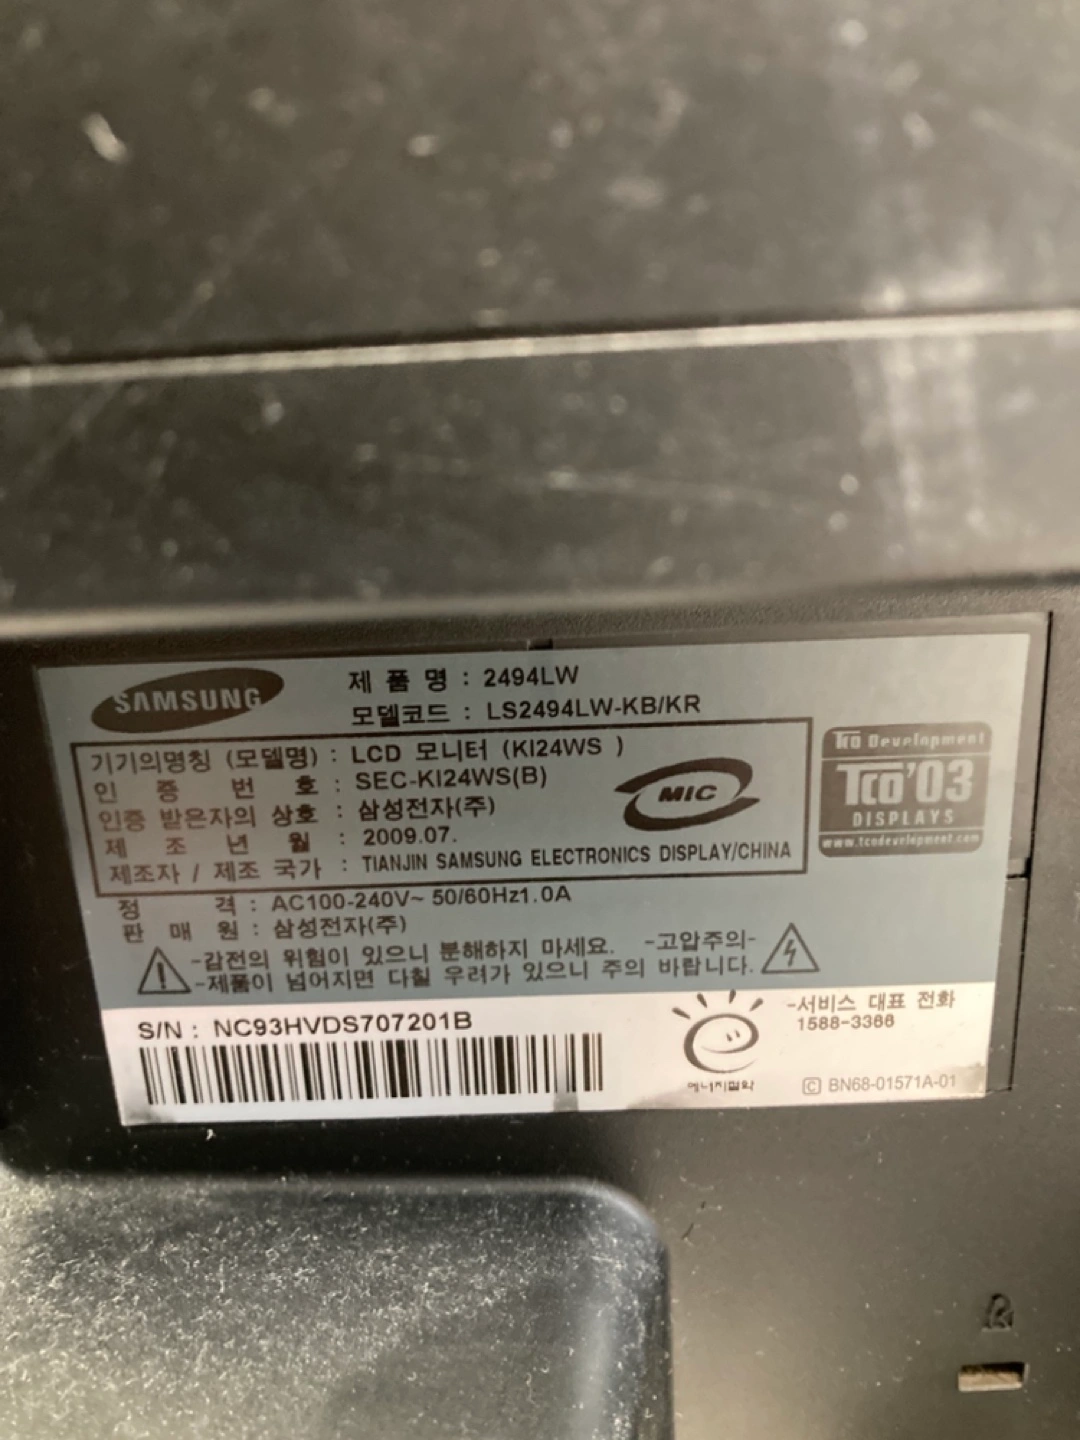 SAMSUNG
제 품 명 : 2494LW
모델코드 : LS2494LW-KB/KR
기기의명칭 (모델명) : LCD 모니터 (KI24WS )
인 증 번 호 : SEC-KI24WS(B)
인증 받은자의 상호 : 삼성전자(주)
제 조 년 월 : 2009.07.
제조자 / 제조 국가 : TIANJIN SAMSUNG ELECTRONICS DISPLAY/CHINA
MIC
TCO Development
TCO'03
DISPLAYS
www.tcodevelopment.com
정 격 : AC100-240V~ 50/60Hz1.0A
판 매 원 : 삼성전자(주)
-감전의 위험이 있으니 분해하지 마세요. -고압주의-
-제품이 넘어지면 다칠 우려가 있으니 주의 바랍니다.
S/N : NC93HVDS707201B
에너지절약
-서비스 대표 전화
1588-3366
C BN68-01571A-01